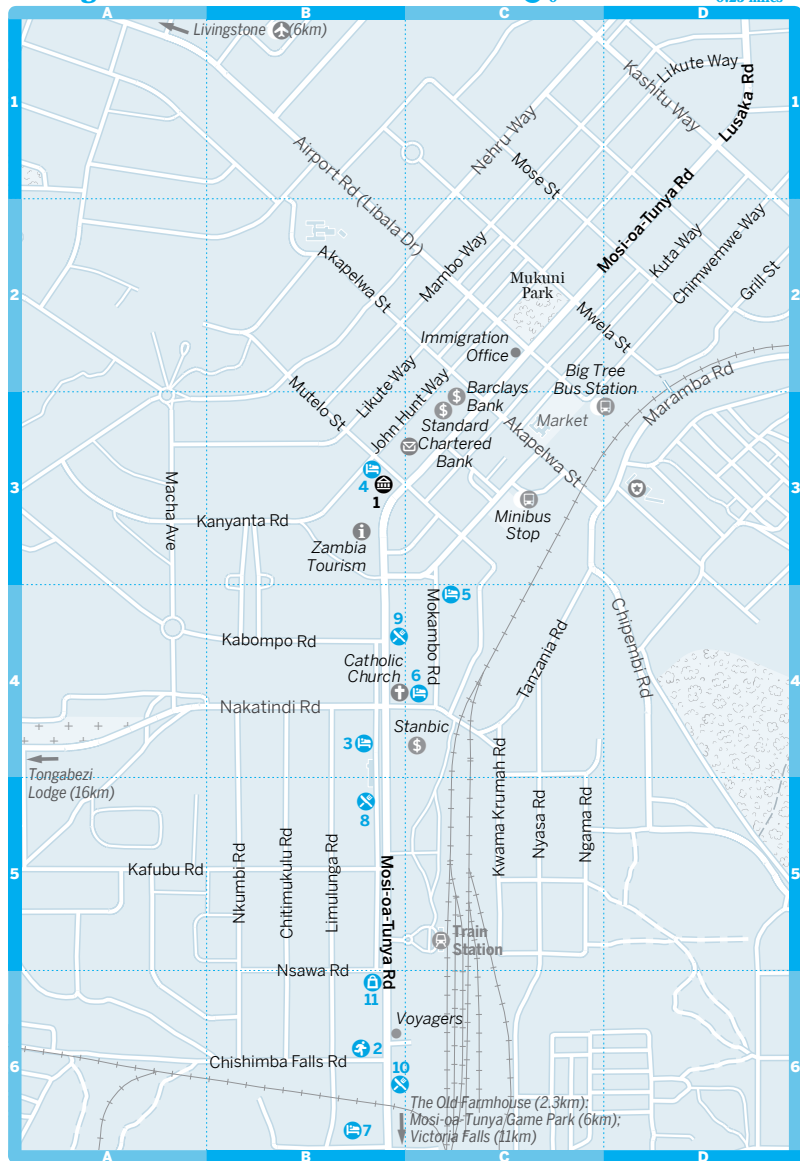 A
B
C
D
Livingstone (6km)
1
1
Likute Way
Kashitu Way
Lusaka Rd
Nehru Way
Airport Rd (Libala Dr)
Mose St
Mosi-oa-Tunya Rd
Kuta Way
Chimwemwe Way
Grill St
2
2
Akapelwa St
Mambo Way
Mukuni
Park
Mwela St
Immigration
Office
Big Tree
Bus Station
Maramba Rd
Mutelo St
Likute Way
John Hunt Way
Barclays
Bank
Standard
Chartered
Bank
Market
Akapelwa St
3
3
4
1
Macha Ave
Kanyanta Rd
Zambia
Tourism
Minibus
Stop
5
9
Mokambo Rd
Kabompo Rd
Tanzania Rd
Chipembi Rd
Catholic
Church
6
4
4
Nakatindi Rd
Stanbic
3
Tongabezi
Lodge (16km)
8
Kwama Krumah Rd
Nyasa Rd
Ngama Rd
Kafubu Rd
Nkumbi Rd
Chitimukulu Rd
Limulunga Rd
Mosi-oa-Tunya Rd
5
5
Train
Station
Nsawa Rd
11
Voyagers
2
Chishimba Falls Rd
10
6
6
The Old Farmhouse (2.3km);
Mosi-oa-Tunya Game Park (6km);
Victoria Falls (11km)
7
A
B
C
D